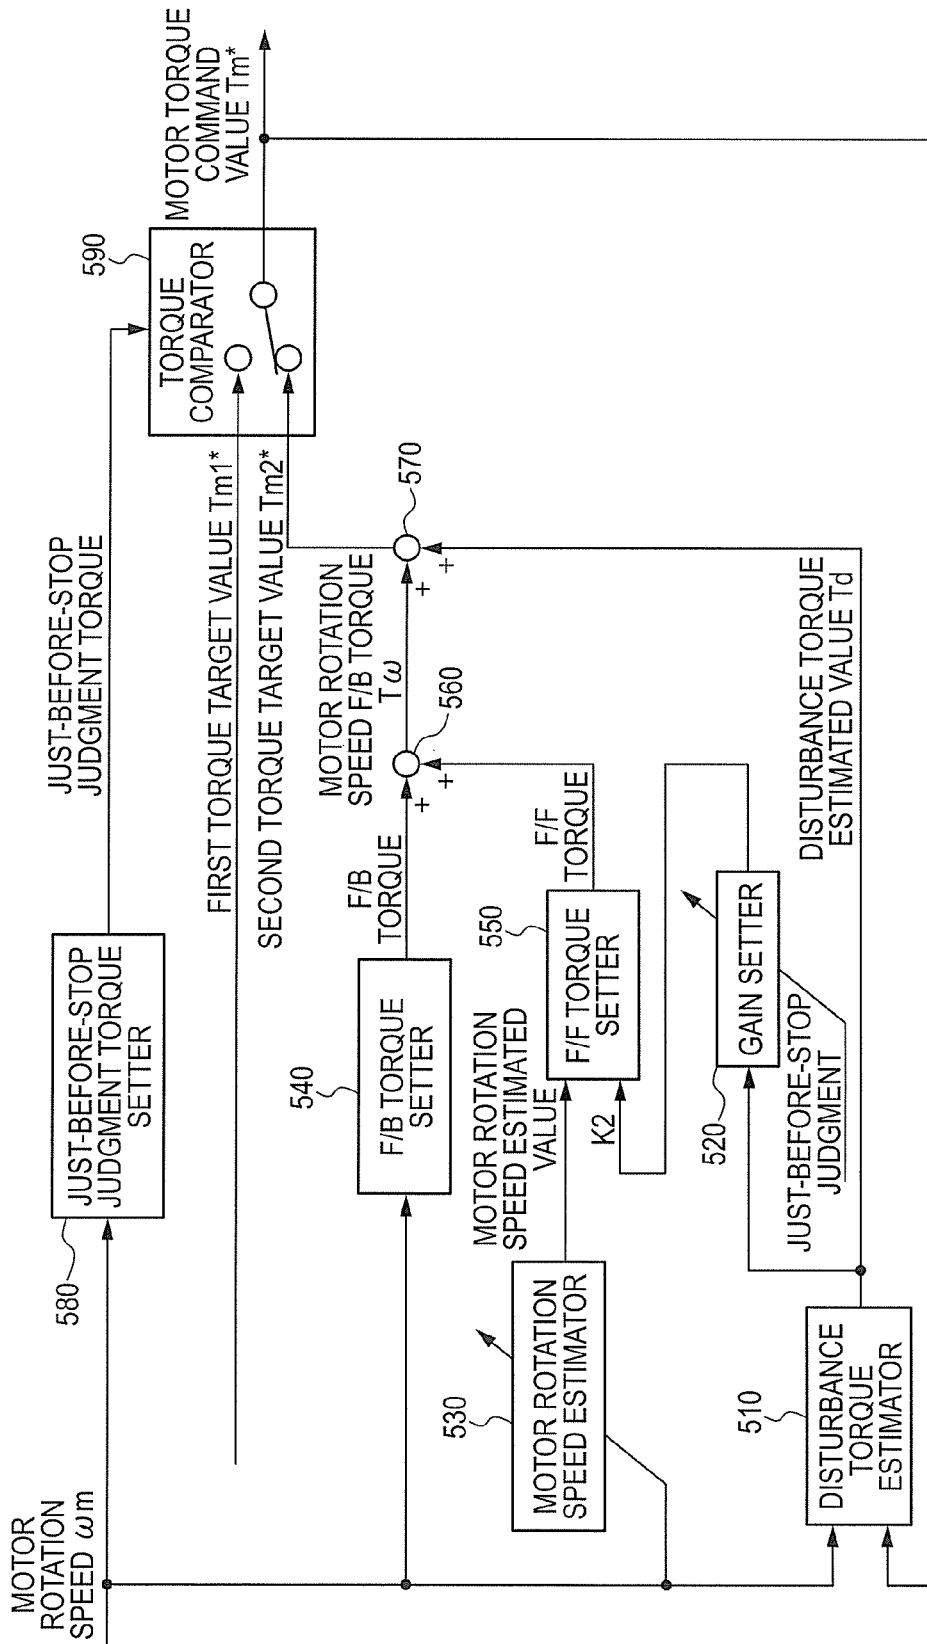 MOTOR
ROTATION
SPEED ωm
580
JUST-BEFORE-STOP
JUDGMENT TORQUE
SETTER
JUST-BEFORE-STOP
JUDGMENT TORQUE
590
TORQUE
COMPARATOR
MOTOR TORQUE
COMMAND
VALUE Tm*
FIRST TORQUE TARGET VALUE Tm1*
SECOND TORQUE TARGET VALUE Tm2*
540
F/B TORQUE
SETTER
F/B
TORQUE
+
+
560
MOTOR ROTATION
SPEED F/B TORQUE
Tω
+
+
570
530
MOTOR ROTATION
SPEED ESTIMATOR
MOTOR ROTATION
SPEED ESTIMATED
VALUE
K2
550
F/F TORQUE
SETTER
F/F
TORQUE
520
GAIN SETTER
JUST-BEFORE-STOP
JUDGMENT
510
DISTURBANCE
TORQUE
ESTIMATOR
DISTURBANCE TORQUE
ESTIMATED VALUE Td